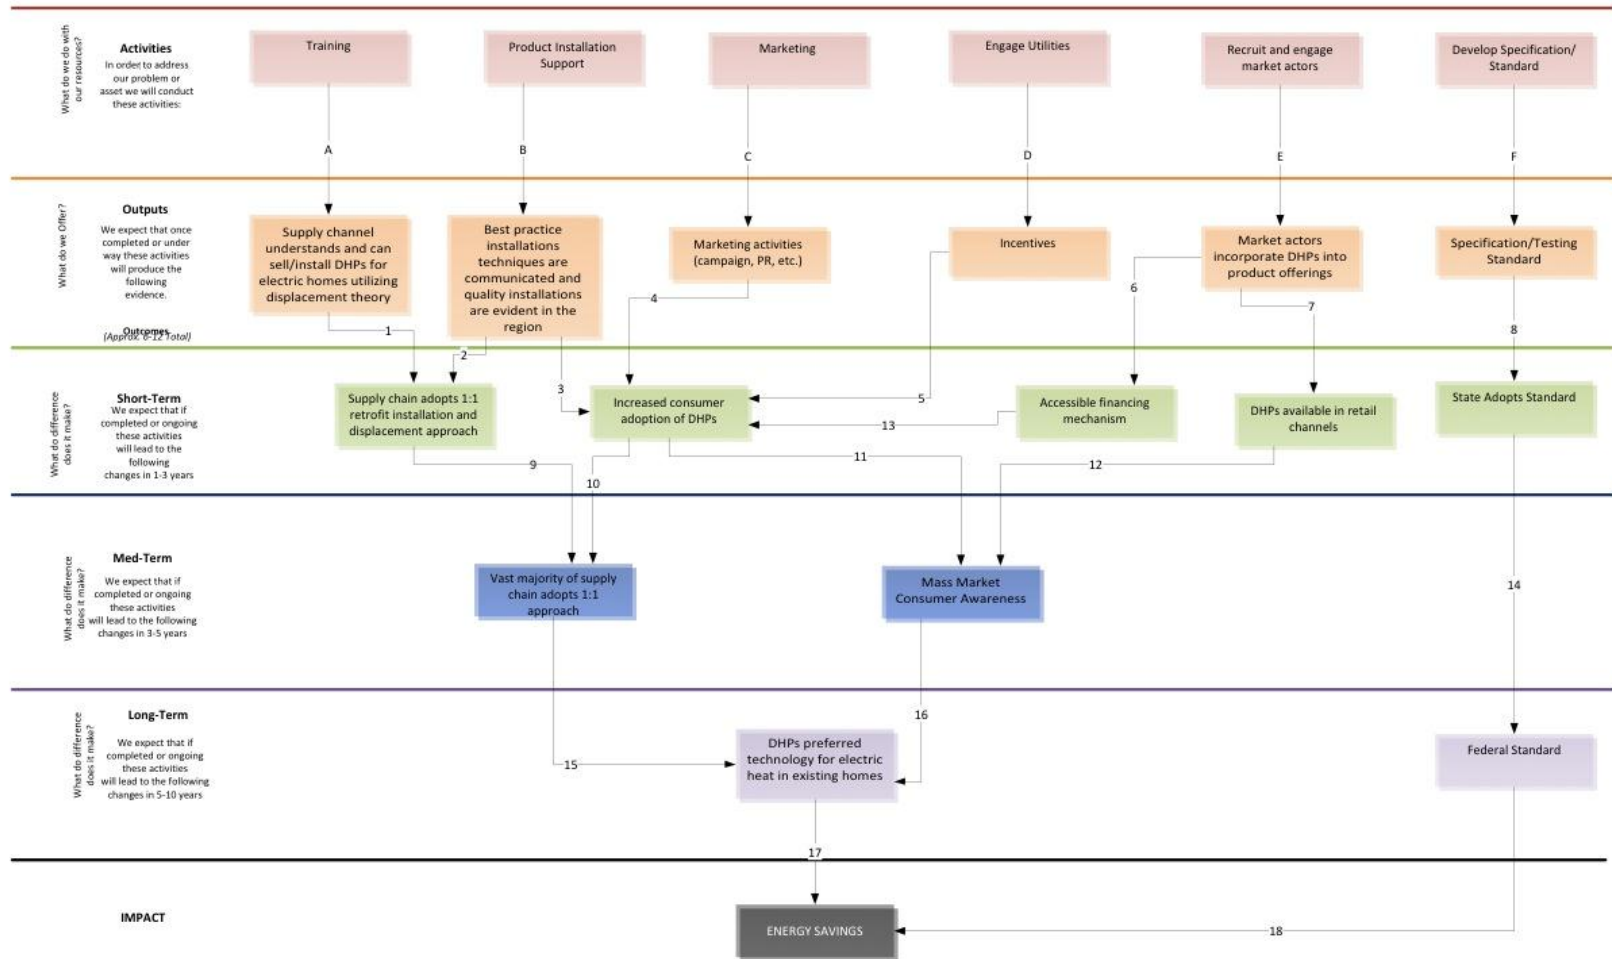 What do we do with
our resources?
Activities
In order to address
our problem or
asset we will conduct
these activities:
Training
Product Installation
Support
Marketing
Engage Utilities
Recruit and engage
market actors
Develop Specification/
Standard
A
B
C
D
E
F
What do we Offer?
Outputs
We expect that once
completed or under
way these activities
will produce the
following
evidence.
Supply channel
understands and can
sell/install DHPs for
electric homes utilizing
displacement theory
Best practice
installations
techniques are
communicated and
quality installations
are evident in the
region
Marketing activities
(campaign, PR, etc.)
Incentives
Market actors
incorporate DHPs into
product offerings
Specification/Testing
Standard
Outcomes
(Approx. 6-12 Total)
1
2
3
4
5
6
7
8
What do difference
does it make?
Short-Term
We expect that if
completed or ongoing
these activities
will lead to the
following
changes in 1-3 years
Supply chain adopts 1:1
retrofit installation and
displacement approach
Increased consumer
adoption of DHPs
Accessible financing
mechanism
DHPs available in retail
channels
State Adopts Standard
13
9
10
11
12
14
What do difference
does it make?
Med-Term
We expect that if
completed or ongoing
these activities
will lead to the following
changes in 3-5 years
Vast majority of supply
chain adopts 1:1
approach
Mass Market
Consumer Awareness
What do difference
does it make?
Long-Term
We expect that if
completed or ongoing
these activities
will lead to the following
changes in 5-10 years
15
16
DHPs preferred
technology for electric
heat in existing homes
Federal Standard
17
18
IMPACT
ENERGY SAVINGS